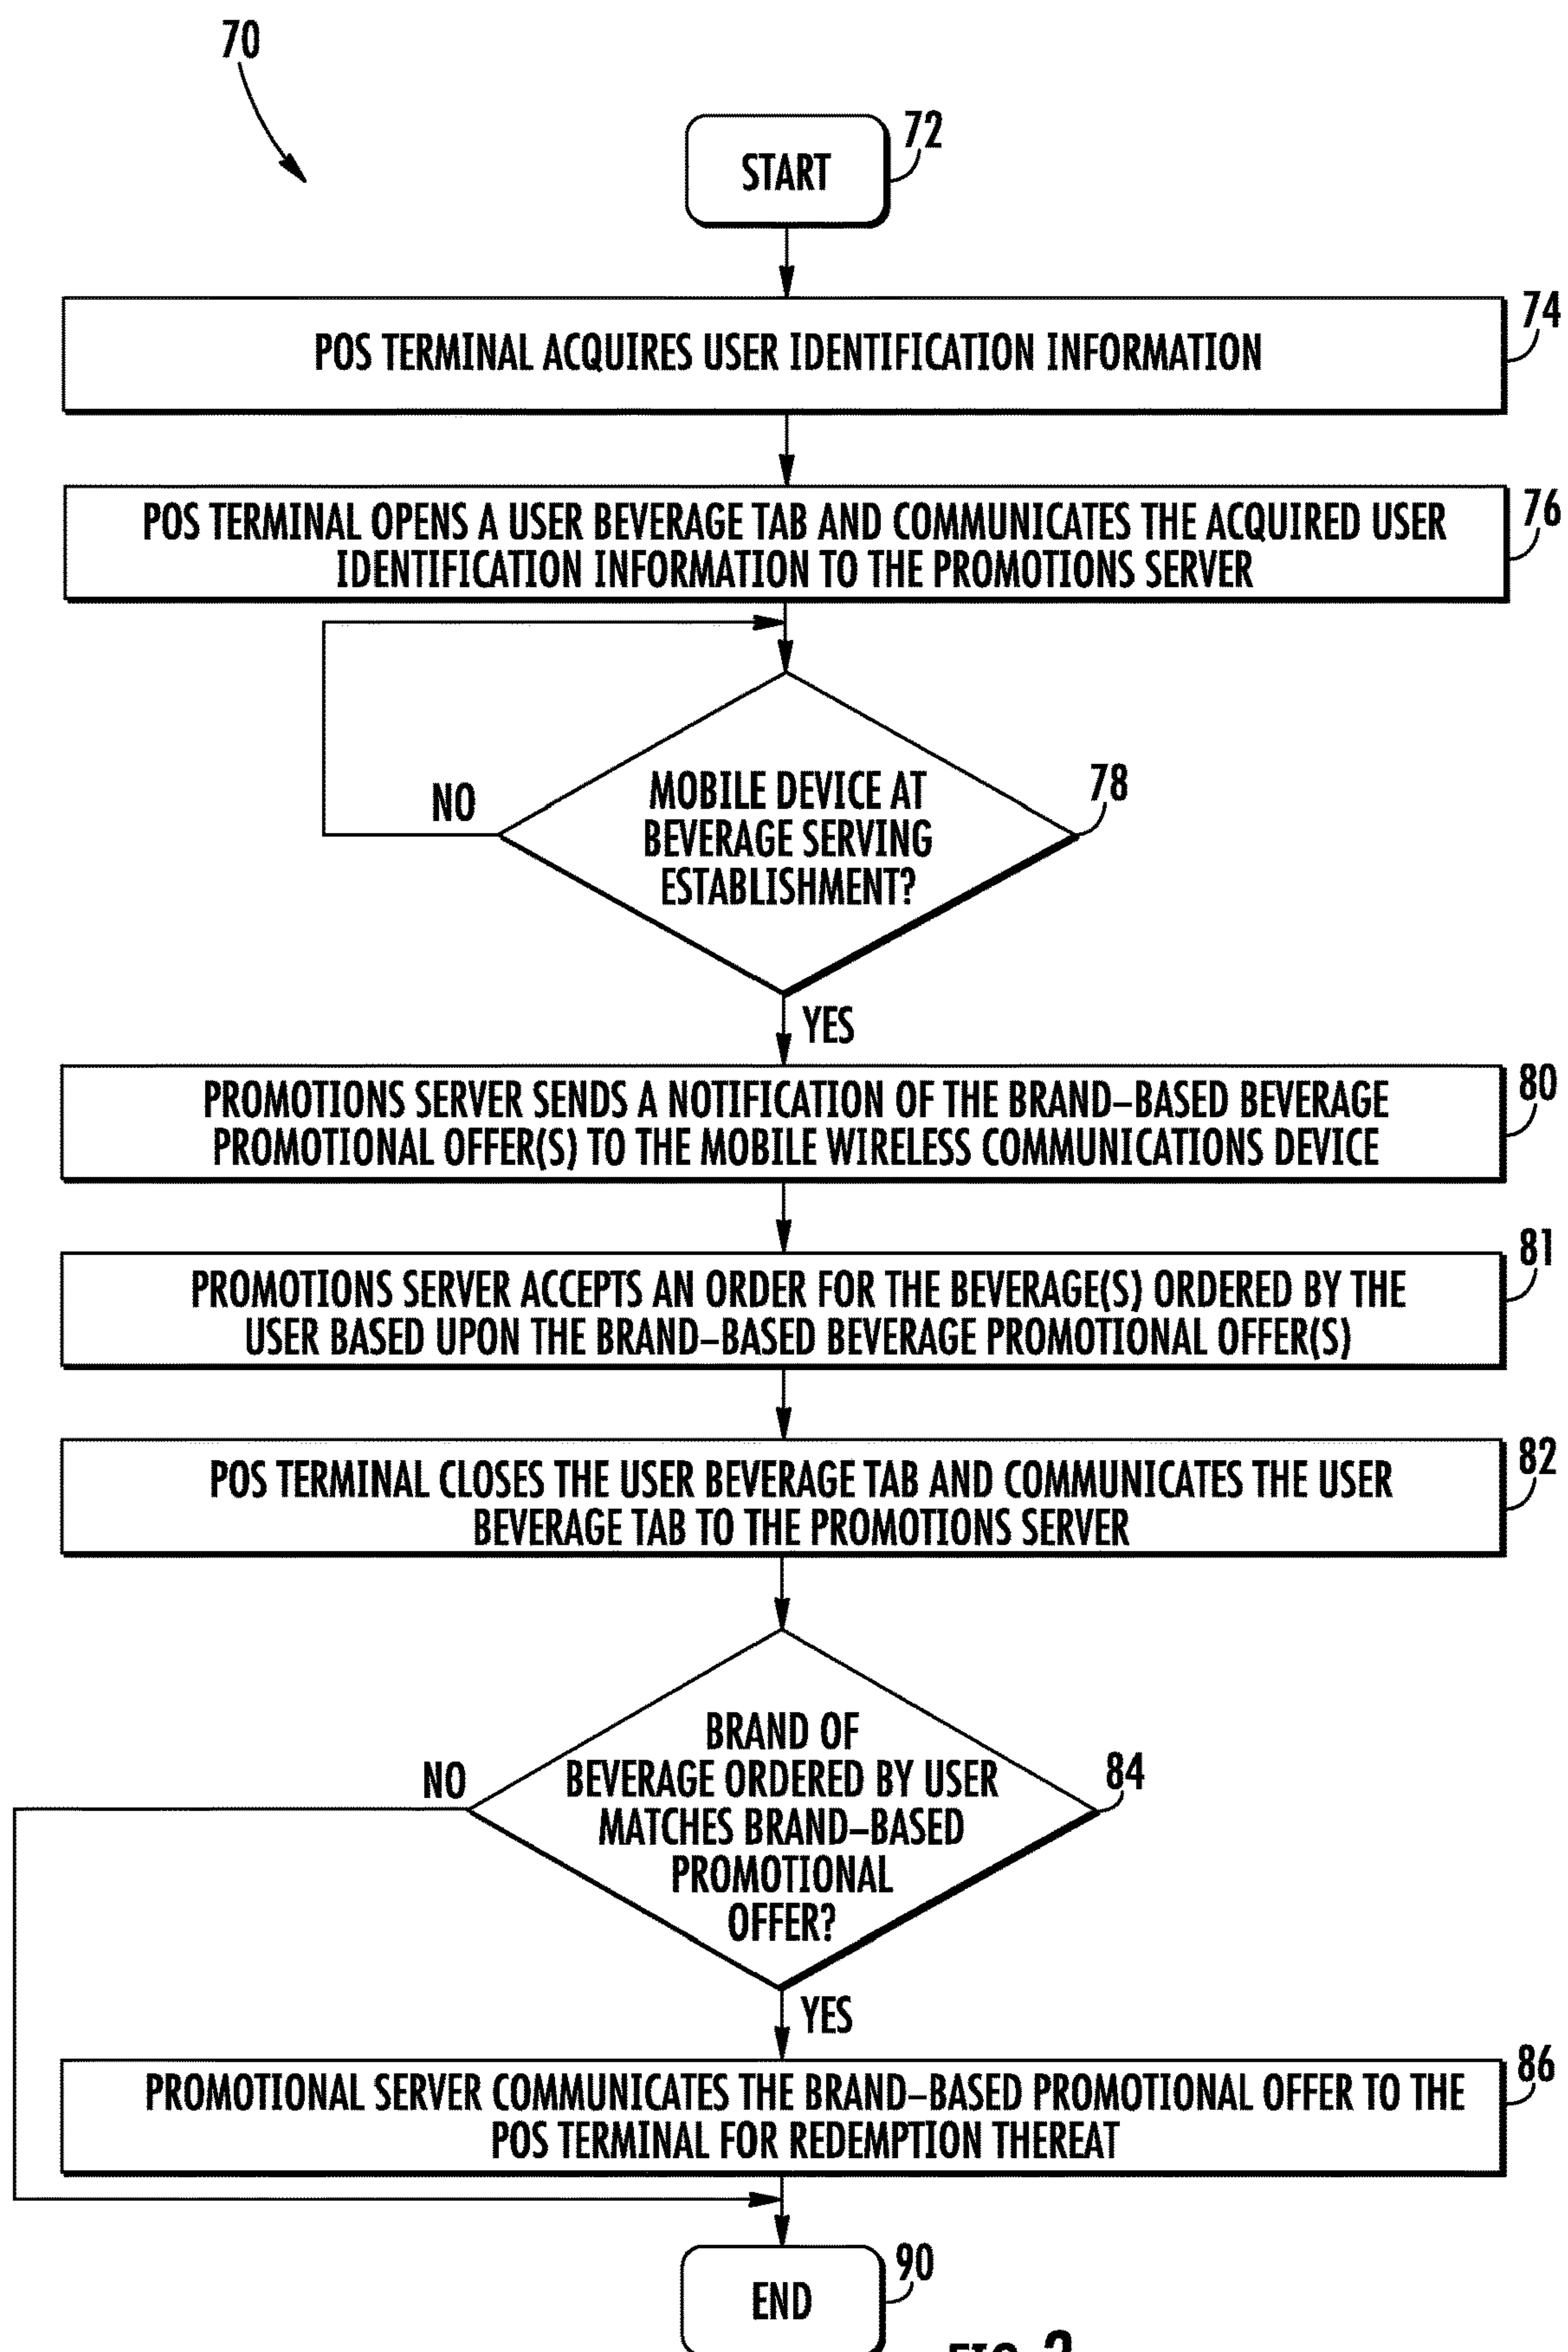 70
START
72
POS TERMINAL ACQUIRES USER IDENTIFICATION INFORMATION
74
POS TERMINAL OPENS A USER BEVERAGE TAB AND COMMUNICATES THE ACQUIRED USER
IDENTIFICATION INFORMATION TO THE PROMOTIONS SERVER
76
MOBILE DEVICE AT
BEVERAGE SERVING
ESTABLISHMENT?
78
NO
YES
PROMOTIONS SERVER SENDS A NOTIFICATION OF THE BRAND–BASED BEVERAGE
PROMOTIONAL OFFER(S) TO THE MOBILE WIRELESS COMMUNICATIONS DEVICE
80
PROMOTIONS SERVER ACCEPTS AN ORDER FOR THE BEVERAGE(S) ORDERED BY THE
USER BASED UPON THE BRAND–BASED BEVERAGE PROMOTIONAL OFFER(S)
81
POS TERMINAL CLOSES THE USER BEVERAGE TAB AND COMMUNICATES THE USER
BEVERAGE TAB TO THE PROMOTIONS SERVER
82
BRAND OF
BEVERAGE ORDERED BY USER
MATCHES BRAND–BASED
PROMOTIONAL
OFFER?
84
NO
YES
PROMOTIONAL SERVER COMMUNICATES THE BRAND–BASED PROMOTIONAL OFFER TO THE
POS TERMINAL FOR REDEMPTION THEREAT
86
END
90